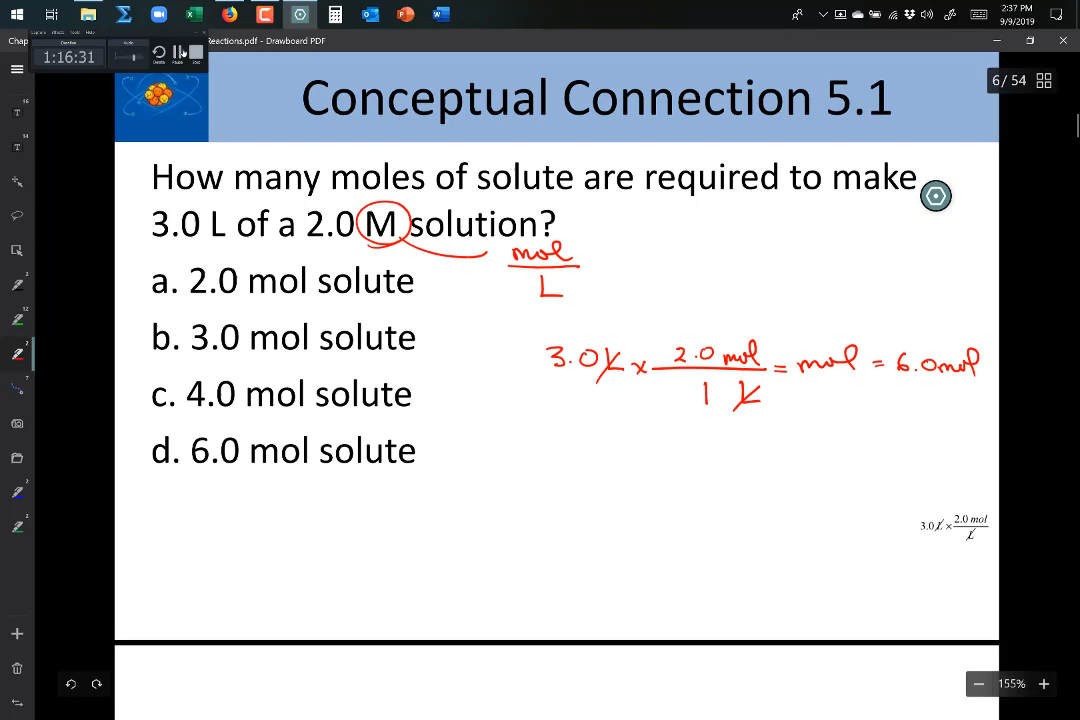 2:37 PM
9/9/2019
Chap
Reactions.pdf - Drawboard PDF
1:16:31
Conceptual Connection 5.1
6 / 54
How many moles of solute are required to make
3.0 L of a 2.0 M solution?
mol
L
a. 2.0 mol solute
b. 3.0 mol solute
3.0 L x 2.0 mol / 1 L = mol = 6.0 mol
c. 4.0 mol solute
d. 6.0 mol solute
3.0 L × 2.0 mol / L
155%